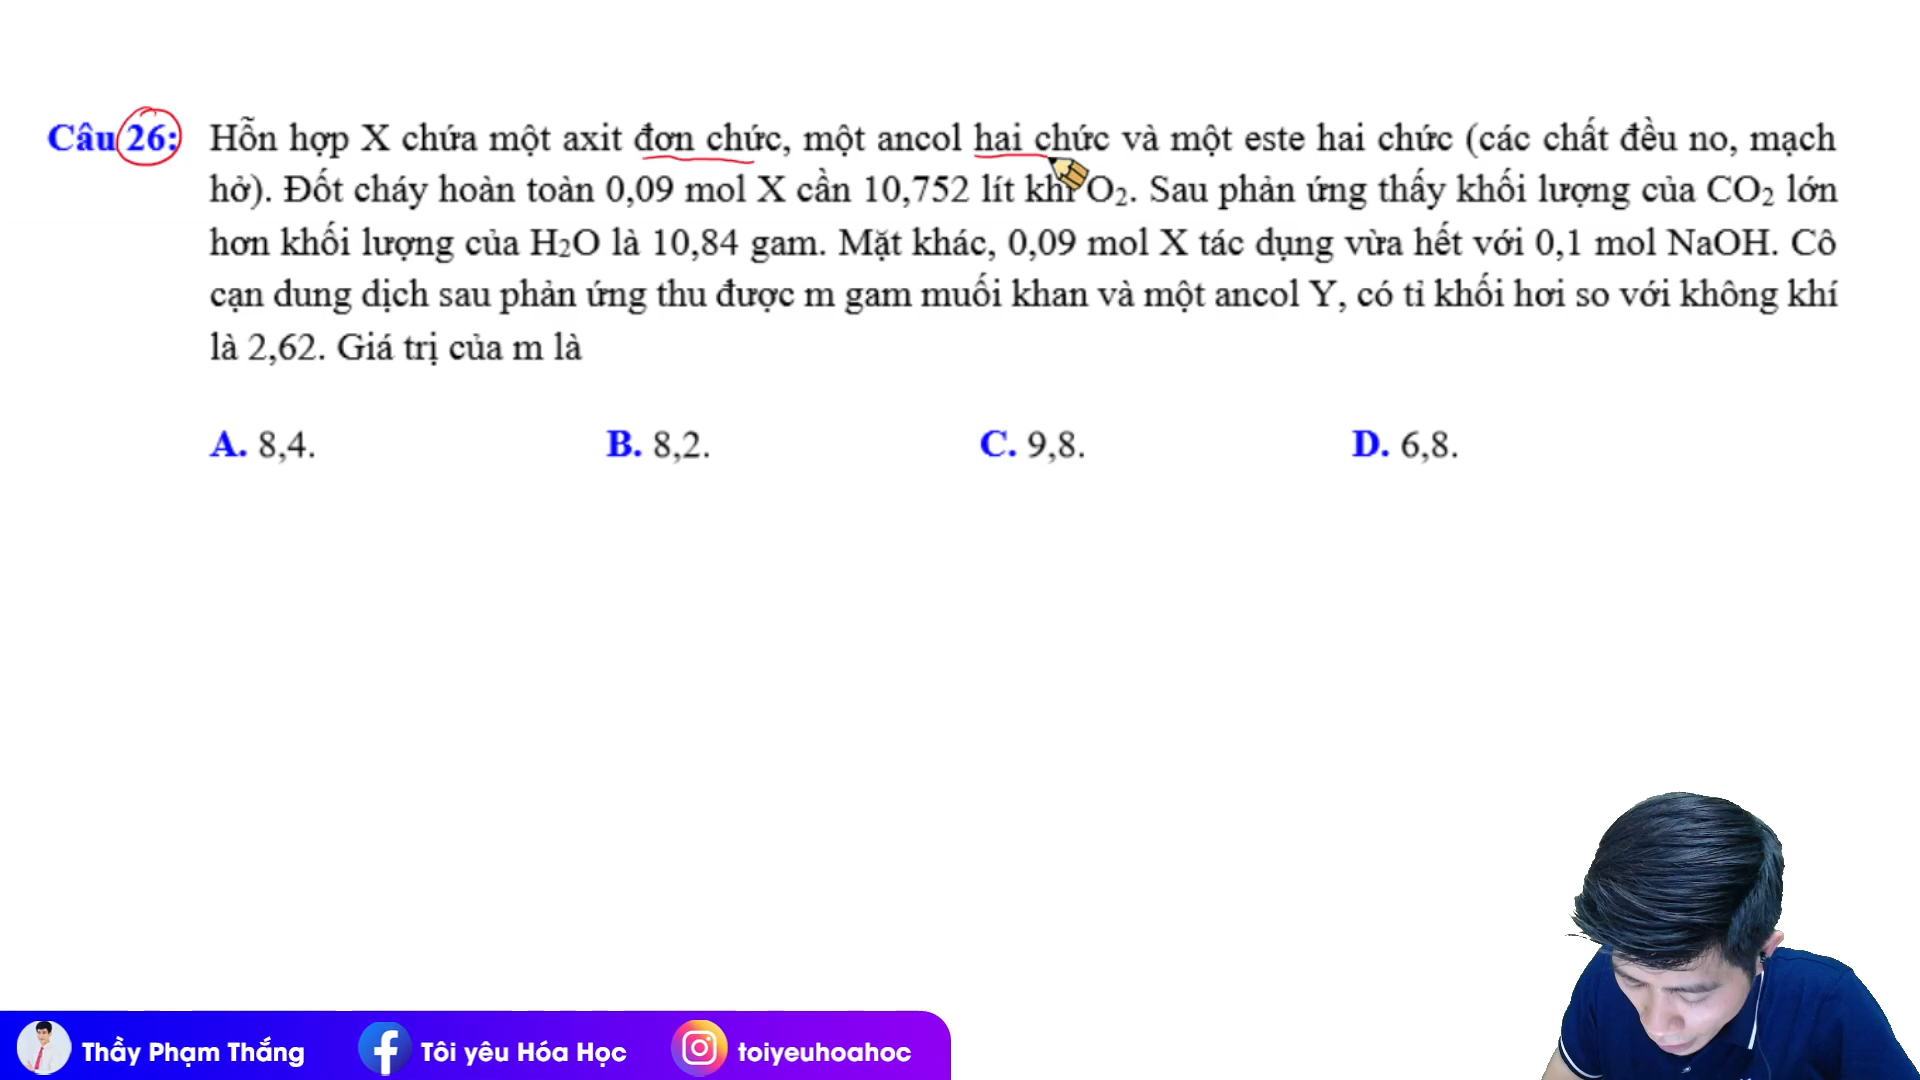 Câu 26: Hỗn hợp X chứa một axit đơn chức, một ancol hai chức và một este hai chức (các chất đều no, mạch
hở). Đốt cháy hoàn toàn 0,09 mol X cần 10,752 lít khí O₂. Sau phản ứng thấy khối lượng của CO₂ lớn
hơn khối lượng của H₂O là 10,84 gam. Mặt khác, 0,09 mol X tác dụng vừa hết với 0,1 mol NaOH. Cô
cạn dung dịch sau phản ứng thu được m gam muối khan và một ancol Y, có tỉ khối hơi so với không khí
là 2,62. Giá trị của m là
A. 8,4. B. 8,2. C. 9,8. D. 6,8.
Thầy Phạm Thắng Tôi yêu Hóa Học toiyeuhoahoc